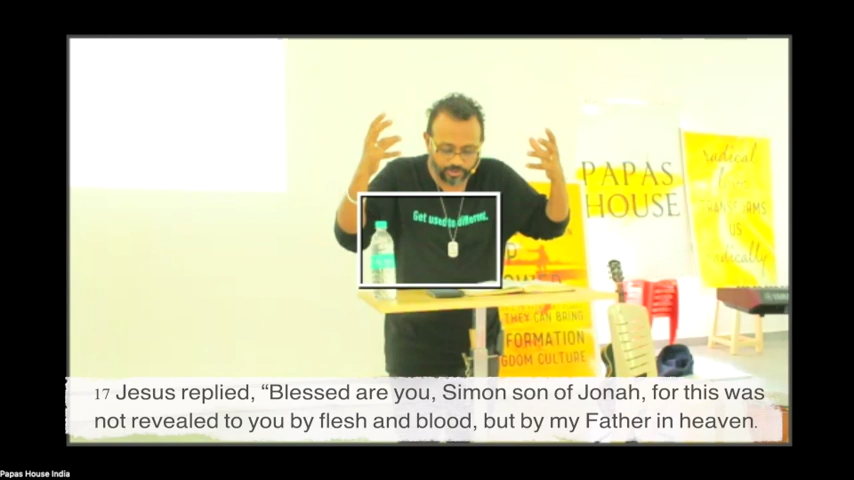 Get used to different.
PAPAS
HOUSE
radical
love
TRANSFORMS
US
radically
POWER
THEY CAN BRING
FORMATION
GDOM CULTURE
17 Jesus replied, “Blessed are you, Simon son of Jonah, for this was
not revealed to you by flesh and blood, but by my Father in heaven.
Papas House India